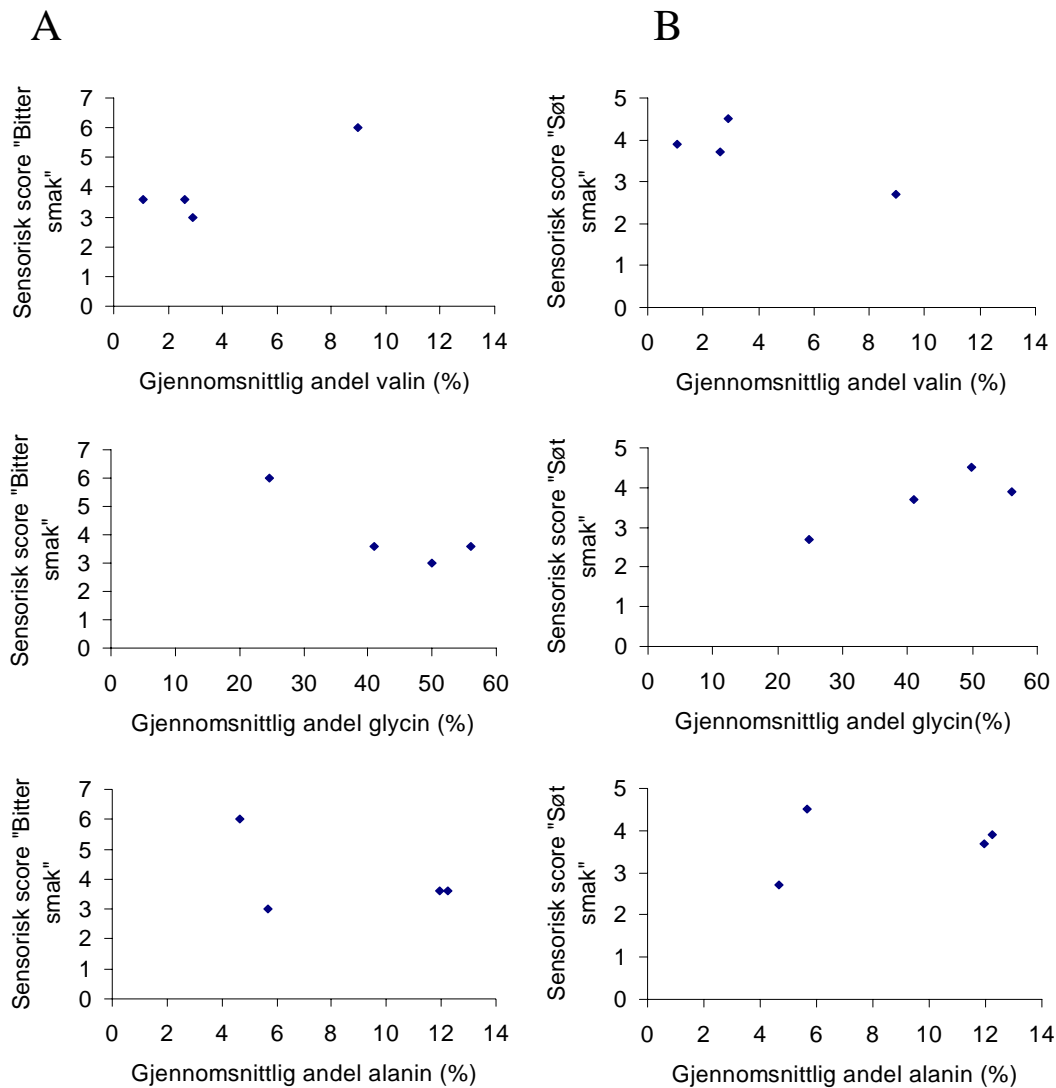 A
B
Sensorisk score "Bitter
smak"
7
6
5
4
3
2
1
0
0 2 4 6 8 10 12 14
Gjennomsnittlig andel valin (%)
Sensorisk score "Søt
smak"
5
4
3
2
1
0
0 2 4 6 8 10 12 14
Gjennomsnittlig andel valin (%)
Sensorisk score "Bitter
smak"
7
6
5
4
3
2
1
0
0 10 20 30 40 50 60
Gjennomsnittlig andel glycin (%)
Sensorisk score "Søt
smak"
5
4
3
2
1
0
0 10 20 30 40 50 60
Gjennomsnittlig andel glycin(%)
Sensorisk score "Bitter
smak"
7
6
5
4
3
2
1
0
0 2 4 6 8 10 12 14
Gjennomsnittlig andel alanin (%)
Sensorisk score "Søt
smak"
5
4
3
2
1
0
0 2 4 6 8 10 12 14
Gjennomsnittlig andel alanin (%)